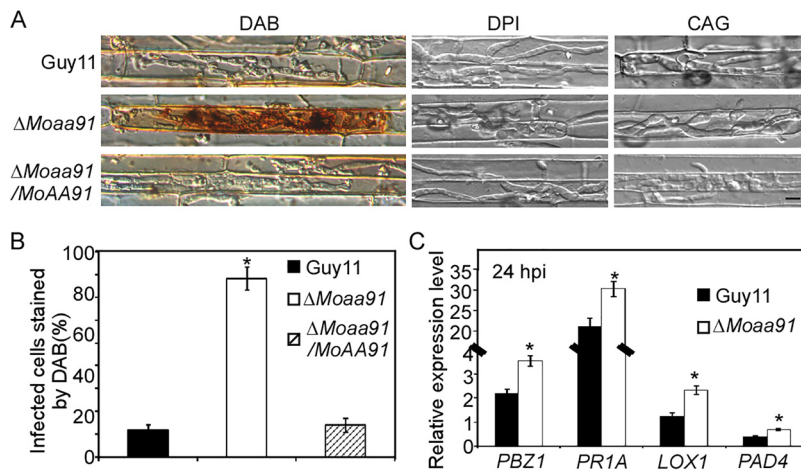 A
DAB
DPI
CAG
Guy11
ΔMoaa91
ΔMoaa91
/MoAA91
B
Infected cells stained
by DAB(%)
100
80
60
40
20
0
Guy11
ΔMoaa91
ΔMoaa91
/MoAA91
*
C
Relative expression level
35
30
25
20
4
3
2
1
0
24 hpi
Guy11
ΔMoaa91
*
*
*
*
PBZ1
PR1A
LOX1
PAD4